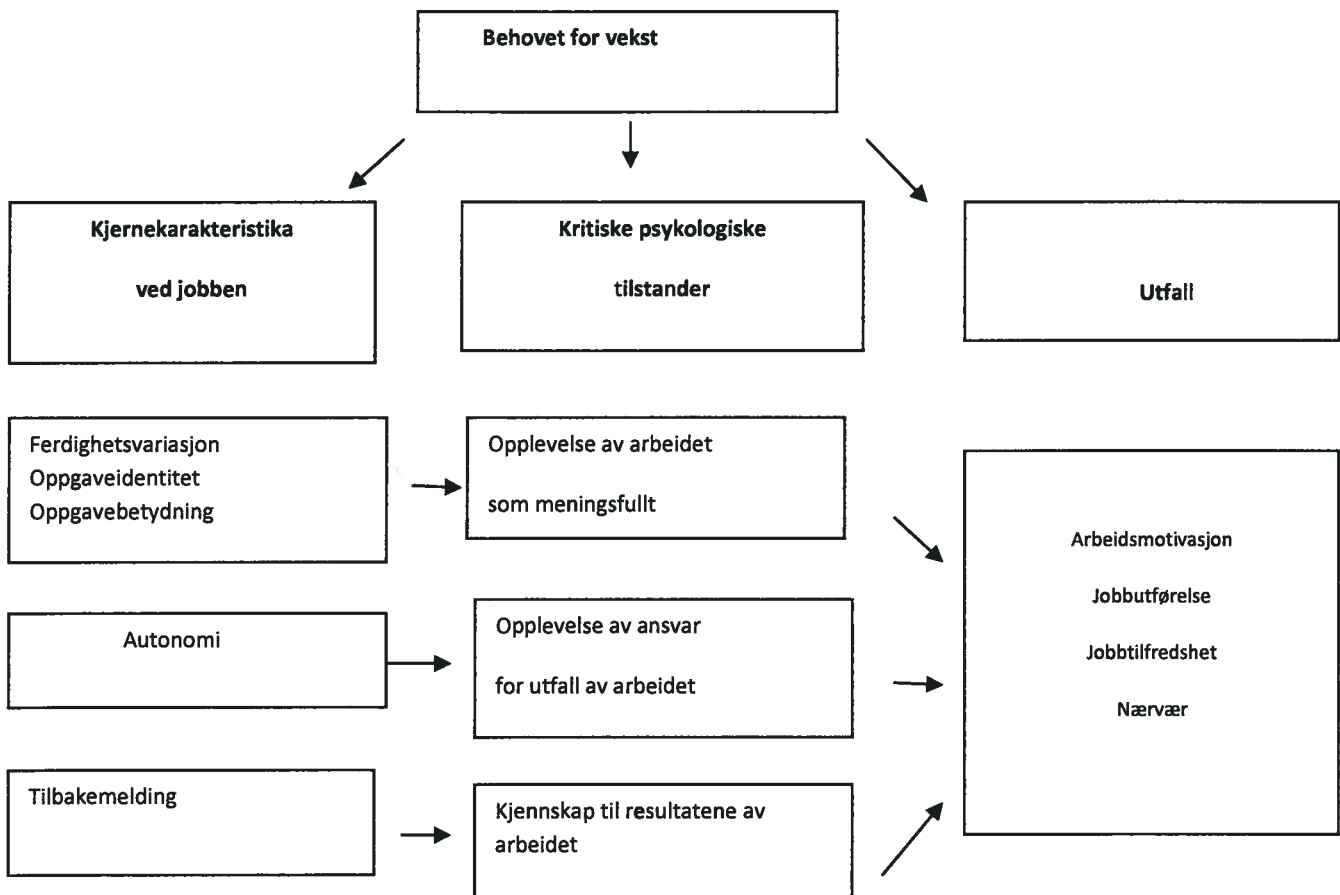 Behovet for vekst
Kjernekarakteristika
ved jobben
Kritiske psykologiske
tilstander
Utfall
Ferdighetsvariasjon
Oppgaveidentitet
Oppgavebetydning
Opplevelse av arbeidet
som meningsfullt
Autonomi
Opplevelse av ansvar
for utfall av arbeidet
Tilbakemelding
Kjennskap til resultatene av
arbeidet
Arbeidsmotivasjon
Jobbutførelse
Jobbtilfredshet
Nærvær